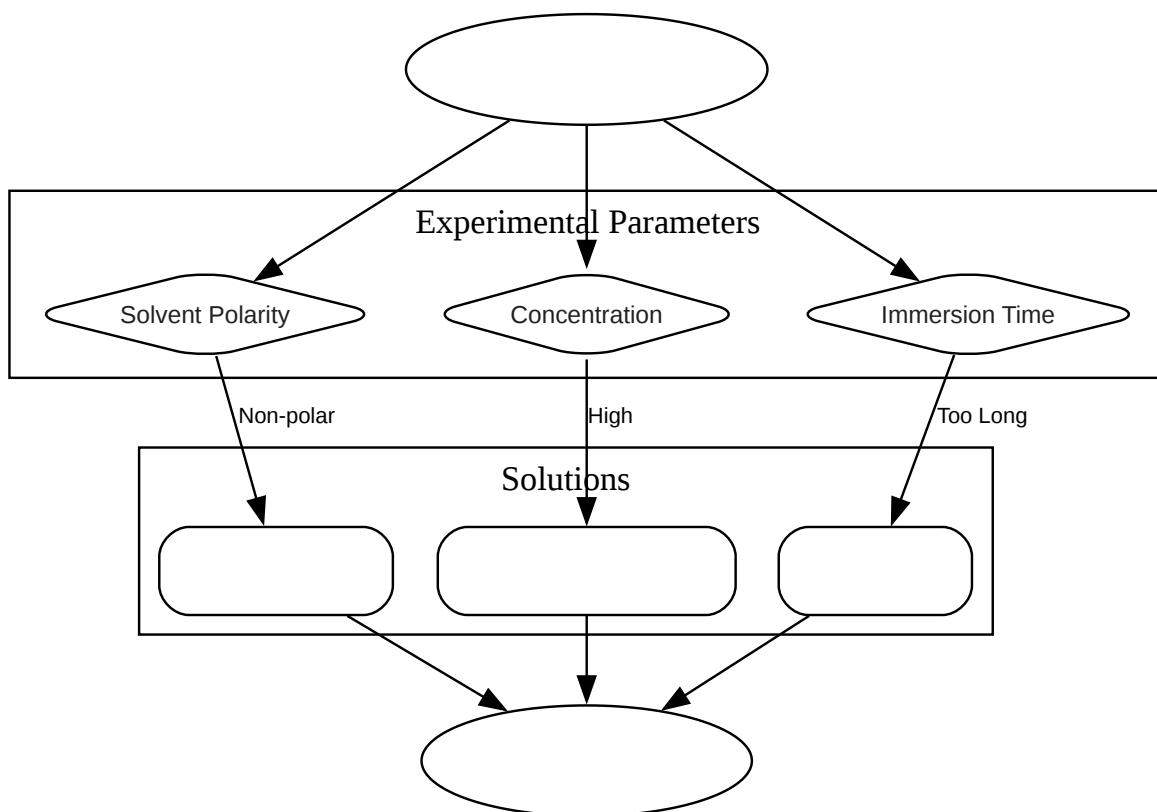 Experimental Parameters
Solvent Polarity
Concentration
Immersion Time
Non-polar
High
Too Long
Solutions